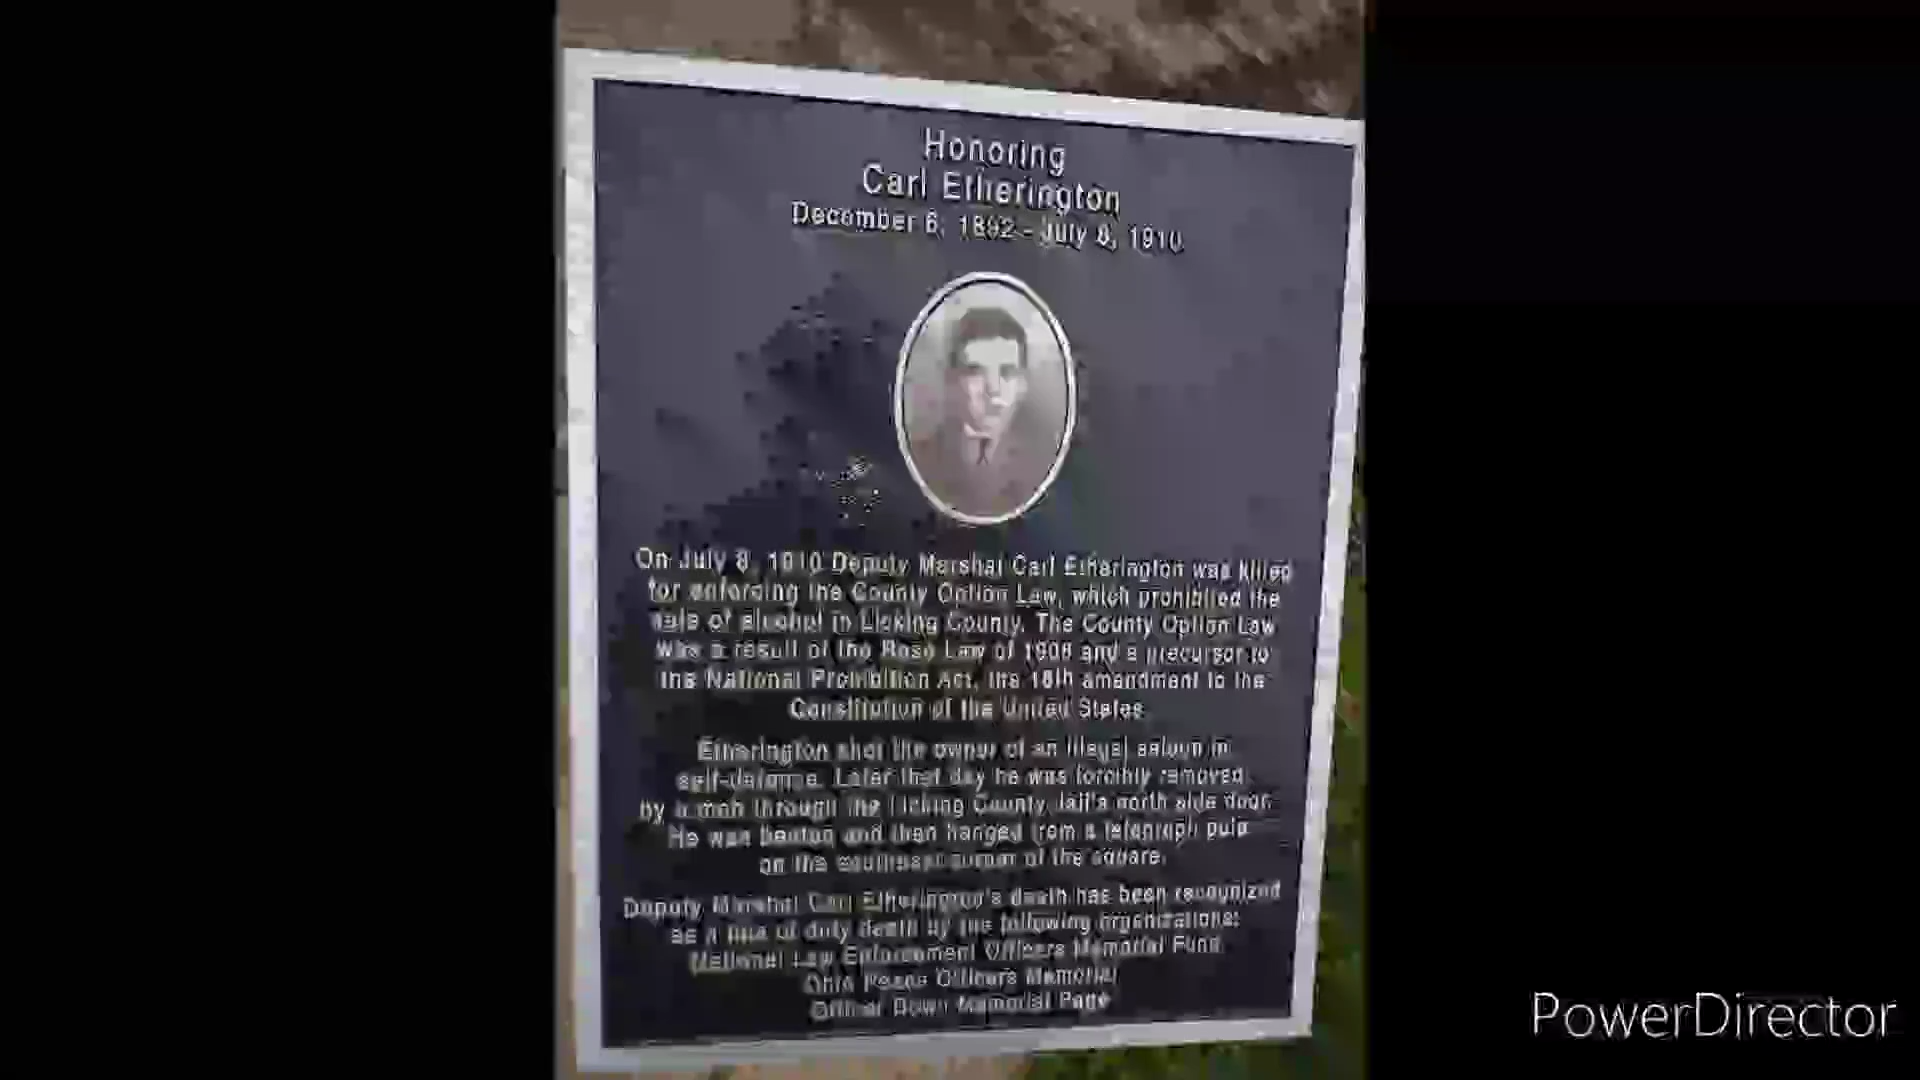 Honoring
Carl Etherington
December 6, 1892 - July 8, 1910
On July 8, 1910 Deputy Marshal Carl Etherington was killed
for enforcing the County Option Law, which prohibited the
sale of alcohol in Licking County. The County Option Law
was a result of the Rose Law of 1908 and a precursor to
the National Prohibition Act, the 18th amendment to the
Constitution of the United States.
Etherington shot the owner of an illegal saloon in
self-defense. Later that day he was forcibly removed
by a mob through the Licking County Jail's north side door.
He was beaten and then hanged from a telegraph pole
on the southeast corner of the square.
Deputy Marshal Carl Etherington's death has been recognized
as a line of duty death by the following organizations:
National Law Enforcement Officers Memorial Fund
Ohio Peace Officers Memorial
Officer Down Memorial Page
PowerDirector